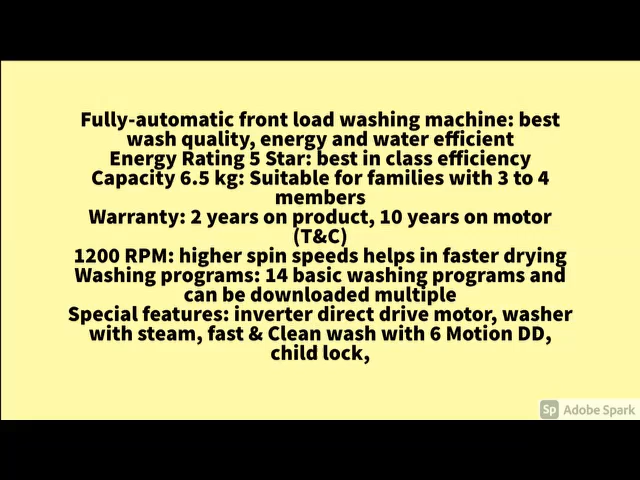 Fully-automatic front load washing machine: best
wash quality, energy and water efficient
Energy Rating 5 Star: best in class efficiency
Capacity 6.5 kg: Suitable for families with 3 to 4
members
Warranty: 2 years on product, 10 years on motor
(T&C)
1200 RPM: higher spin speeds helps in faster drying
Washing programs: 14 basic washing programs and
can be downloaded multiple
Special features: inverter direct drive motor, washer
with steam, fast & Clean wash with 6 Motion DD,
child lock,
Sp Adobe Spark